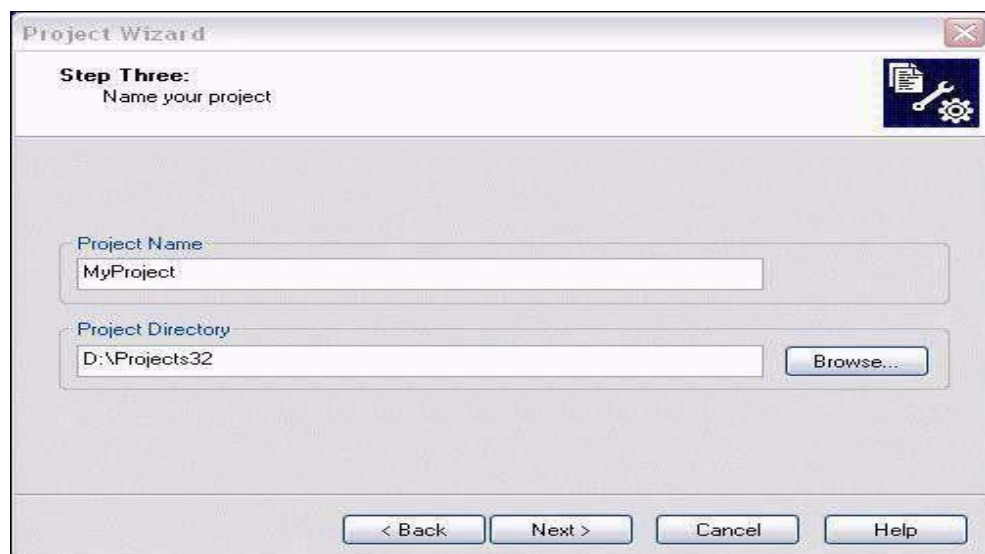 Project Wizard
Step Three:
Name your project
Project Name
MyProject
Project Directory
D:\Projects32
Browse...
< Back
Next >
Cancel
Help